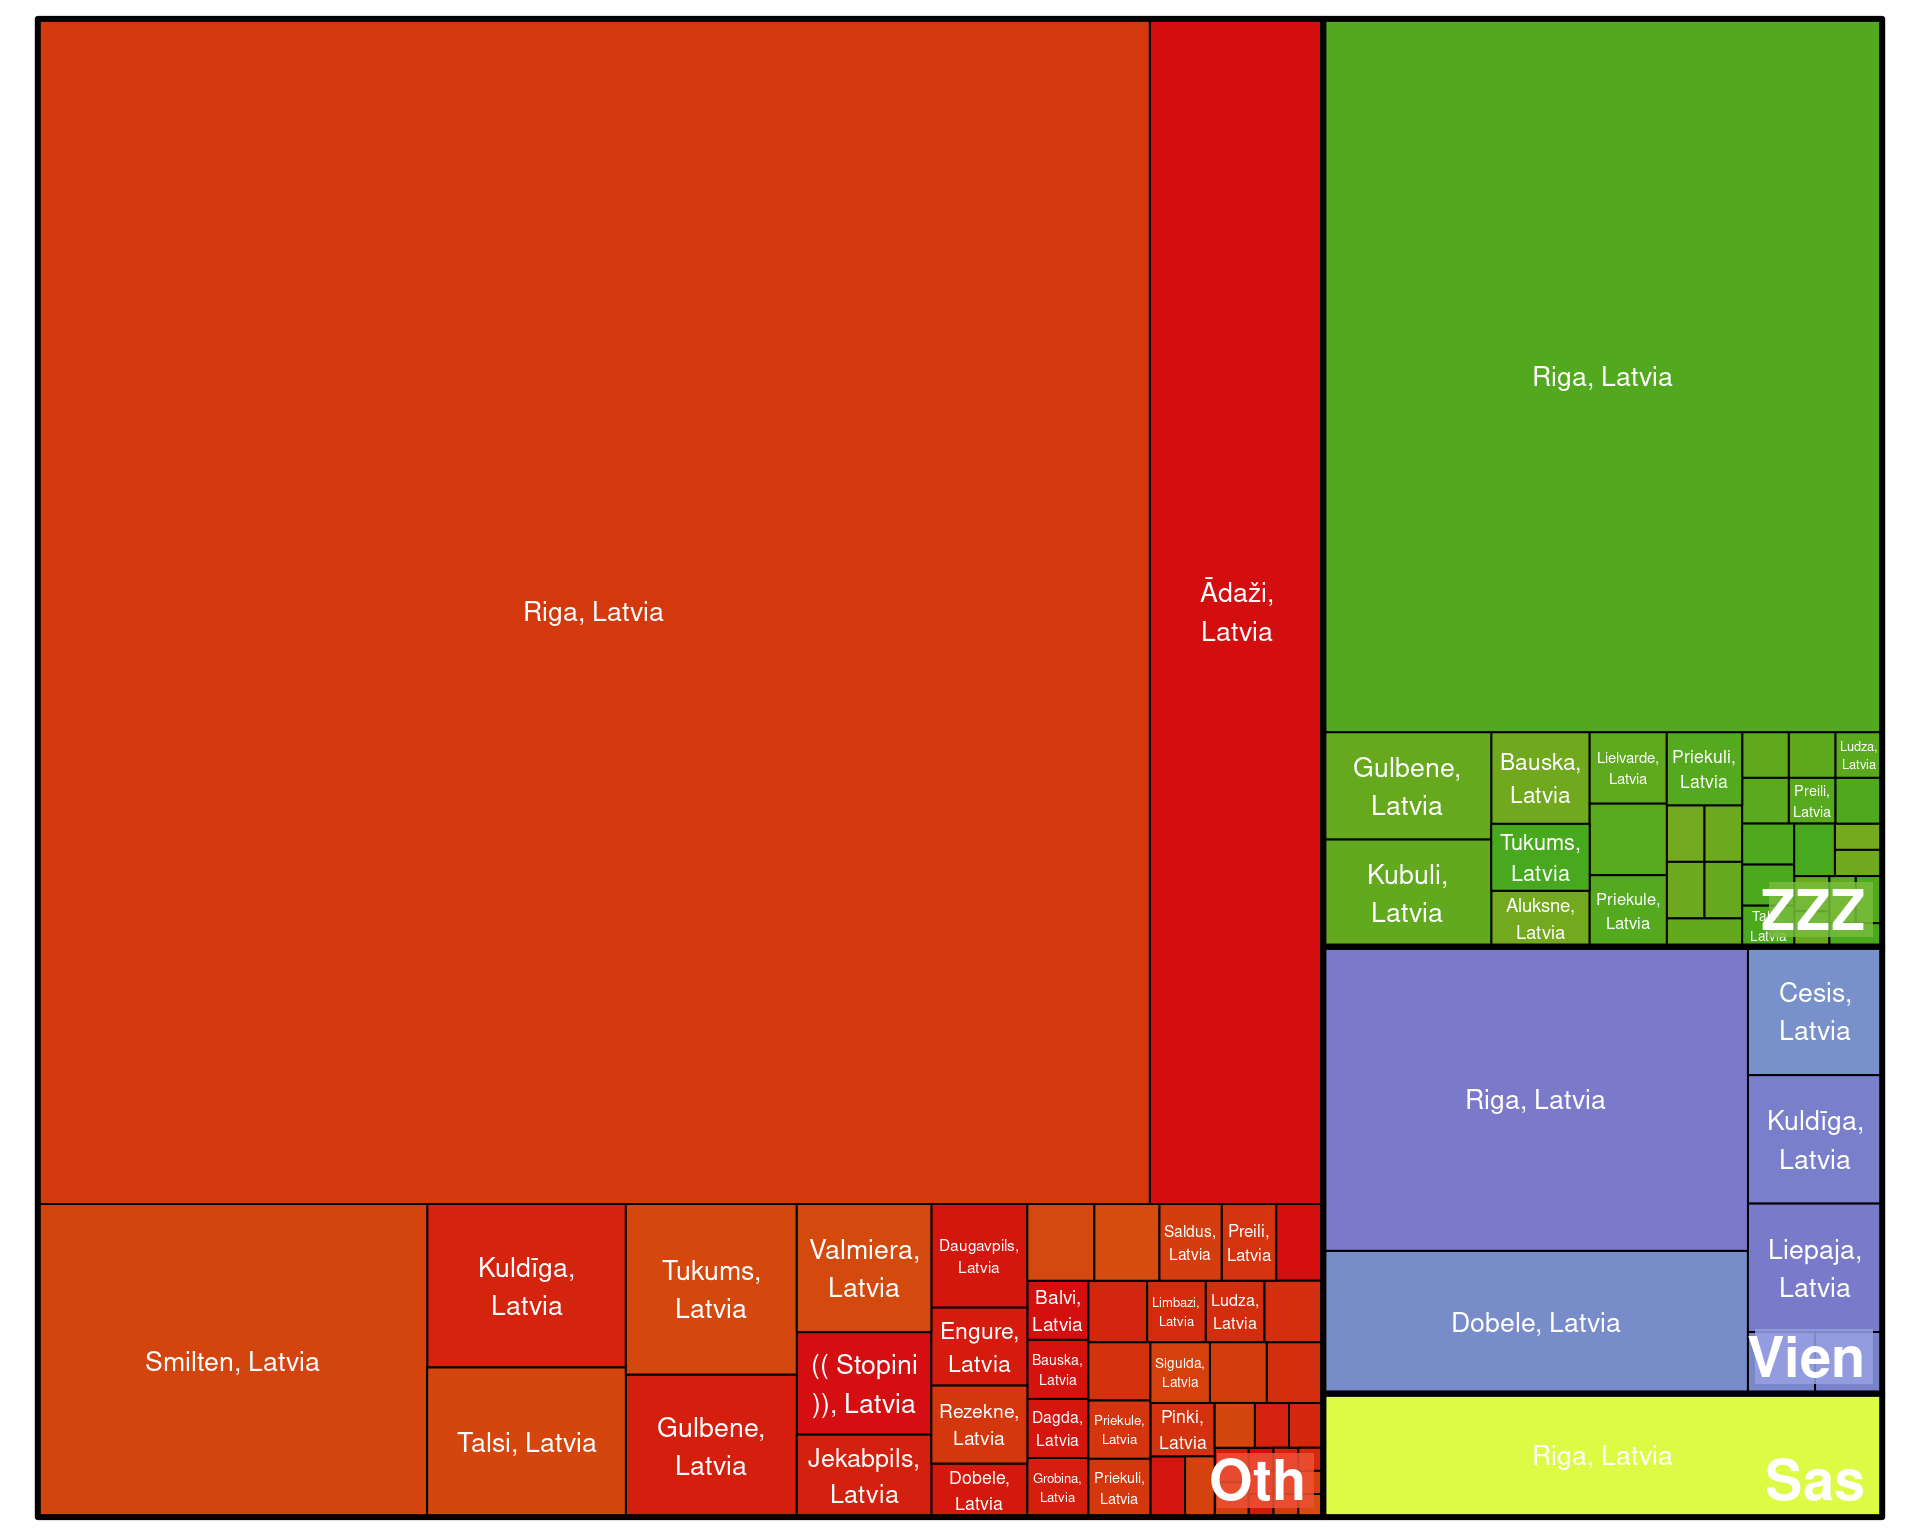 Riga, Latvia
Ādaži,
Latvia
Smilten, Latvia
Kuldīga,
Latvia
Talsi, Latvia
Tukums,
Latvia
Gulbene,
Latvia
Valmiera,
Latvia
(( Stopini
)), Latvia
Jekabpils,
Latvia
Daugavpils,
Latvia
Engure,
Latvia
Rezekne,
Latvia
Dobele,
Latvia
Balvi,
Latvia
Bauska,
Latvia
Dagda,
Latvia
Grobina,
Latvia
Saldus,
Latvia
Preili,
Latvia
Limbazi,
Latvia
Ludza,
Latvia
Sigulda,
Latvia
Priekule,
Latvia
Priekuli,
Latvia
Pinki,
Latvia
Oth
Riga, Latvia
Gulbene,
Latvia
Kubuli,
Latvia
Bauska,
Latvia
Tukums,
Latvia
Aluksne,
Latvia
Lielvarde,
Latvia
Priekule,
Latvia
Priekuli,
Latvia
Ludza,
Latvia
Preili,
Latvia
Latvia
ZZZ
Riga, Latvia
Dobele, Latvia
Cesis,
Latvia
Kuldīga,
Latvia
Liepaja,
Latvia
Vien
Riga, Latvia
Sas